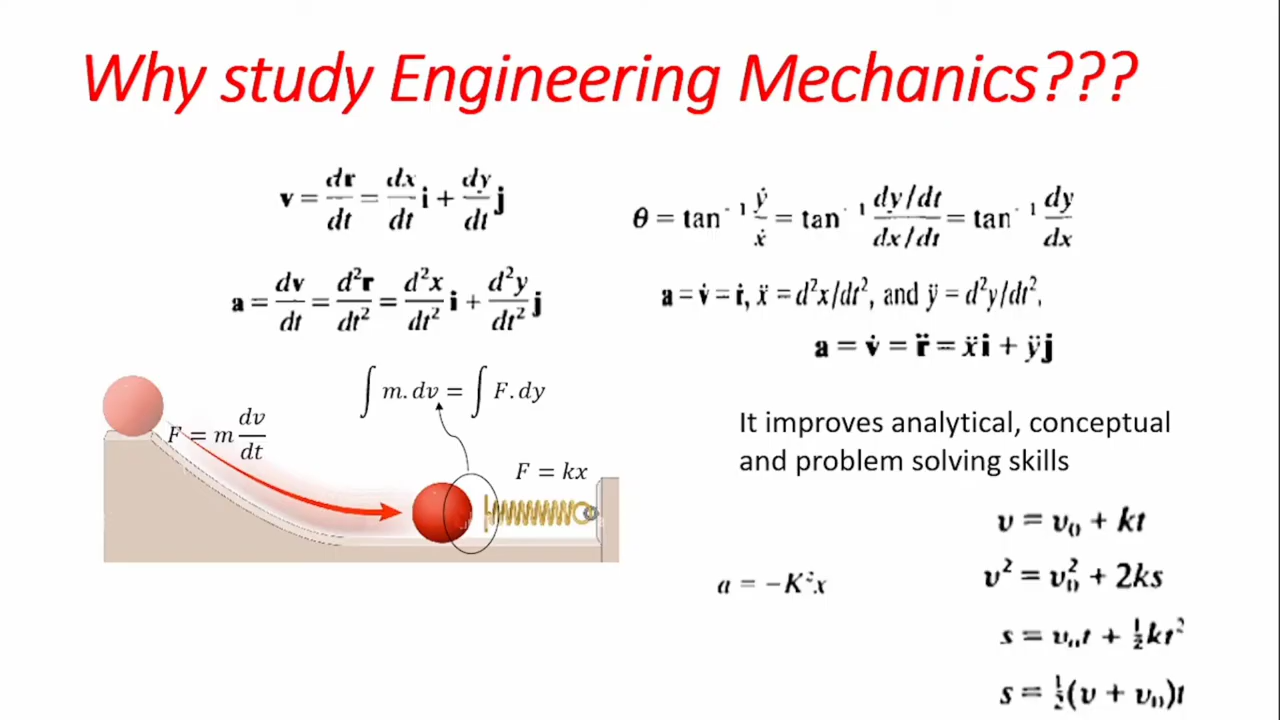 Why study Engineering Mechanics???
v = dr/dt = dx/dt i + dy/dt j
θ = tan⁻¹ ẏ/ẋ = tan⁻¹ dy/dt / dx/dt = tan⁻¹ dy/dx
a = dv/dt = d²r/dt² = d²x/dt² i + d²y/dt² j
a = v̇ = ṙ, ẍ = d²x/dt², and ÿ = d²y/dt².
a = v̇ = r̈ = ẍi + ÿj
∫ m.dv = ∫ F.dy
F = m dv/dt
F = kx
It improves analytical, conceptual
and problem solving skills
v = v₀ + kt
v² = v₀² + 2ks
a = −K²x
s = v₀t + ½kt²
s = ½(v + v₀)t